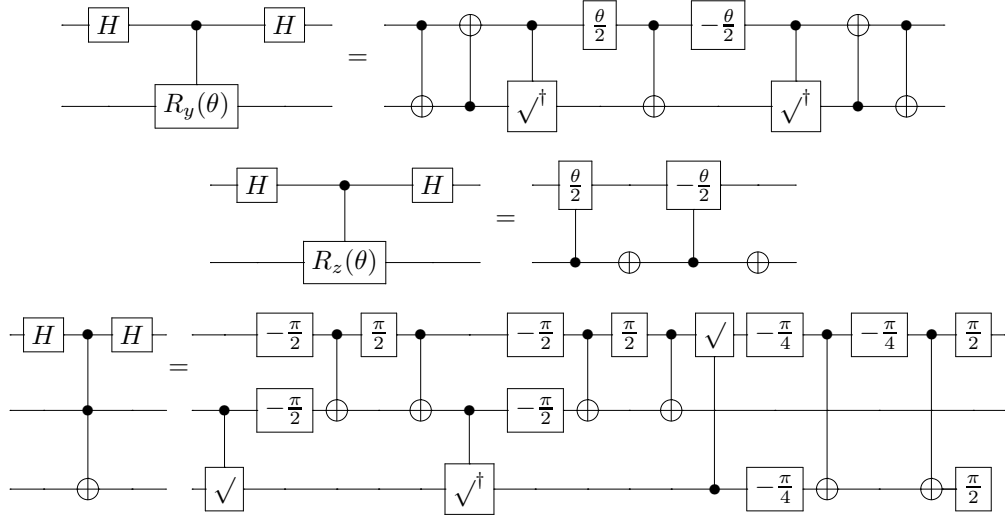 H H = θ/2 −θ/2
R_y(θ) √† √†
H H = θ/2 −θ/2
R_z(θ)
H H = −π/2 π/2 −π/2 π/2 √ −π/4 −π/4 π/2
−π/2 −π/2
√ √† −π/4 π/2